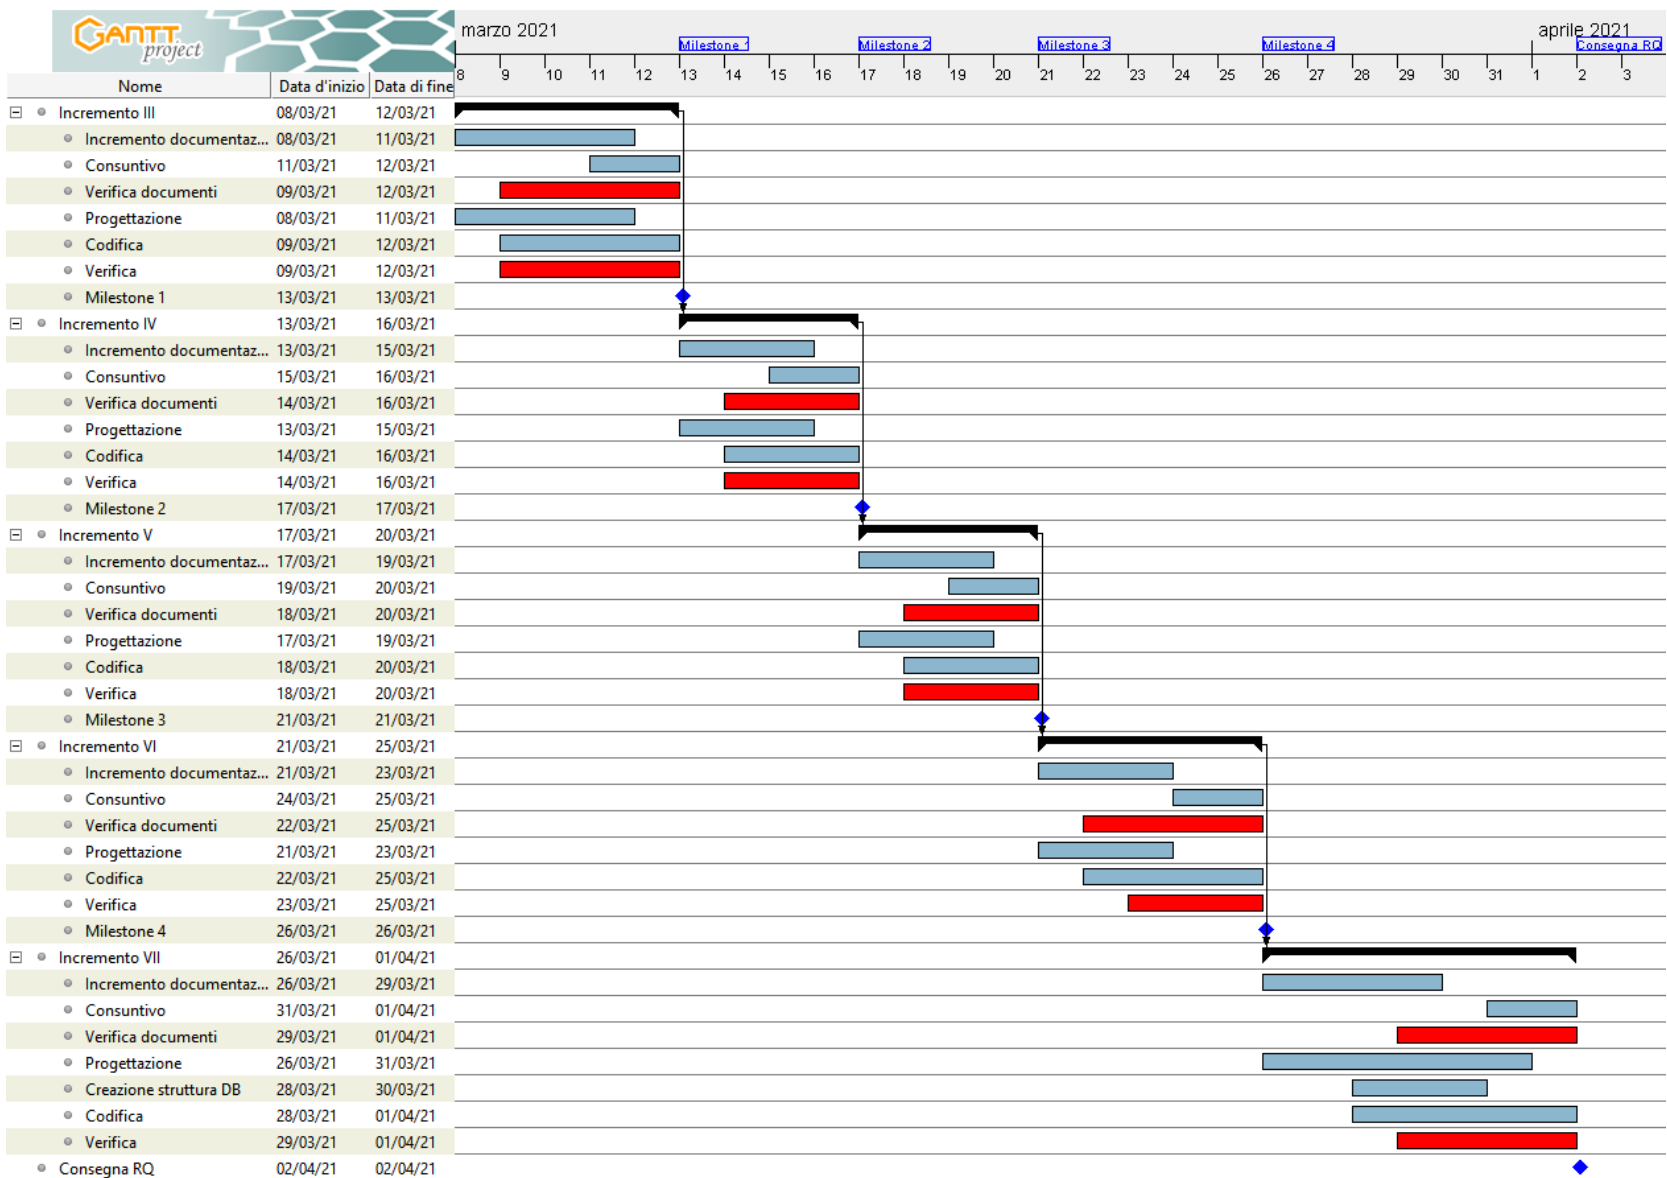 GANTT
project
marzo 2021
aprile 2021
Milestone 1
Milestone 2
Milestone 3
Milestone 4
Consegna RQ
Nome Data d'inizio Data di fine
8 9 10 11 12 13 14 15 16 17 18 19 20 21 22 23 24 25 26 27 28 29 30 31 1 2 3
Incremento III 08/03/21 12/03/21
Incremento documentaz... 08/03/21 11/03/21
Consuntivo 11/03/21 12/03/21
Verifica documenti 09/03/21 12/03/21
Progettazione 08/03/21 11/03/21
Codifica 09/03/21 12/03/21
Verifica 09/03/21 12/03/21
Milestone 1 13/03/21 13/03/21
Incremento IV 13/03/21 16/03/21
Incremento documentaz... 13/03/21 15/03/21
Consuntivo 15/03/21 16/03/21
Verifica documenti 14/03/21 16/03/21
Progettazione 13/03/21 15/03/21
Codifica 14/03/21 16/03/21
Verifica 14/03/21 16/03/21
Milestone 2 17/03/21 17/03/21
Incremento V 17/03/21 20/03/21
Incremento documentaz... 17/03/21 19/03/21
Consuntivo 19/03/21 20/03/21
Verifica documenti 18/03/21 20/03/21
Progettazione 17/03/21 19/03/21
Codifica 18/03/21 20/03/21
Verifica 18/03/21 20/03/21
Milestone 3 21/03/21 21/03/21
Incremento VI 21/03/21 25/03/21
Incremento documentaz... 21/03/21 23/03/21
Consuntivo 24/03/21 25/03/21
Verifica documenti 22/03/21 25/03/21
Progettazione 21/03/21 23/03/21
Codifica 22/03/21 25/03/21
Verifica 23/03/21 25/03/21
Milestone 4 26/03/21 26/03/21
Incremento VII 26/03/21 01/04/21
Incremento documentaz... 26/03/21 29/03/21
Consuntivo 31/03/21 01/04/21
Verifica documenti 29/03/21 01/04/21
Progettazione 26/03/21 31/03/21
Creazione struttura DB 28/03/21 30/03/21
Codifica 28/03/21 01/04/21
Verifica 29/03/21 01/04/21
Consegna RQ 02/04/21 02/04/21